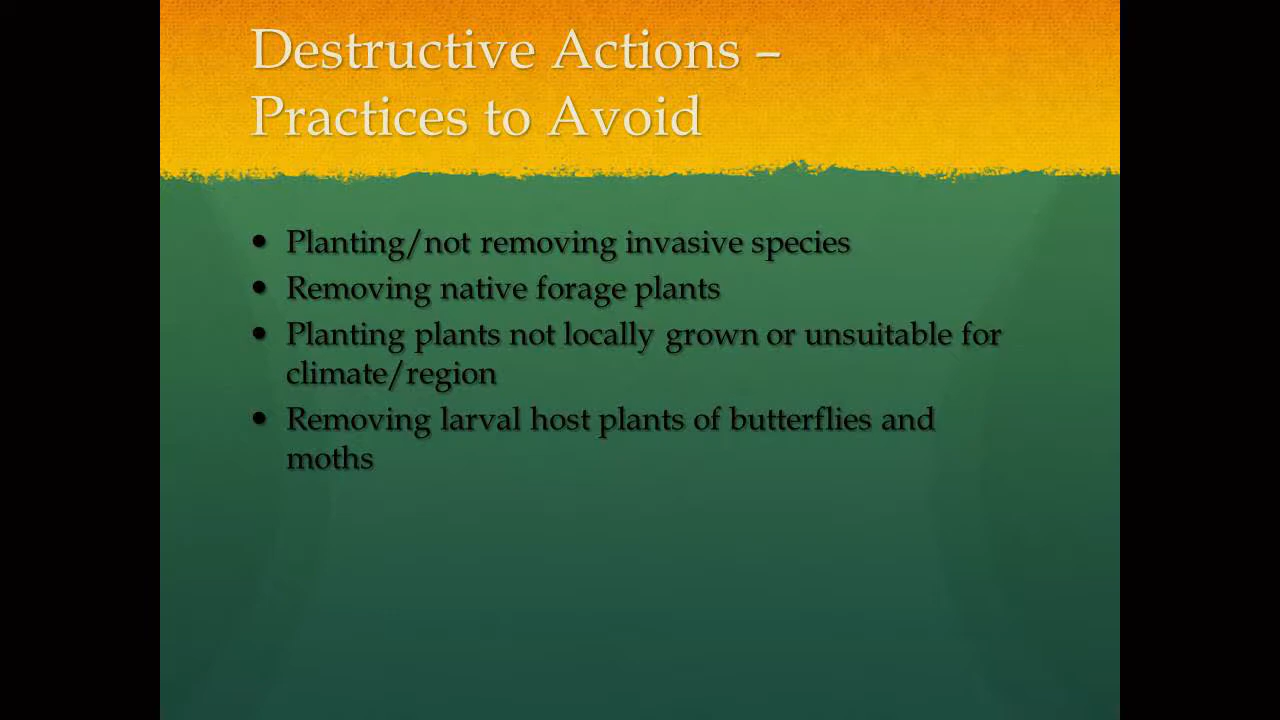 Destructive Actions –
Practices to Avoid
• Planting/not removing invasive species
• Removing native forage plants
• Planting plants not locally grown or unsuitable for
climate/region
• Removing larval host plants of butterflies and
moths